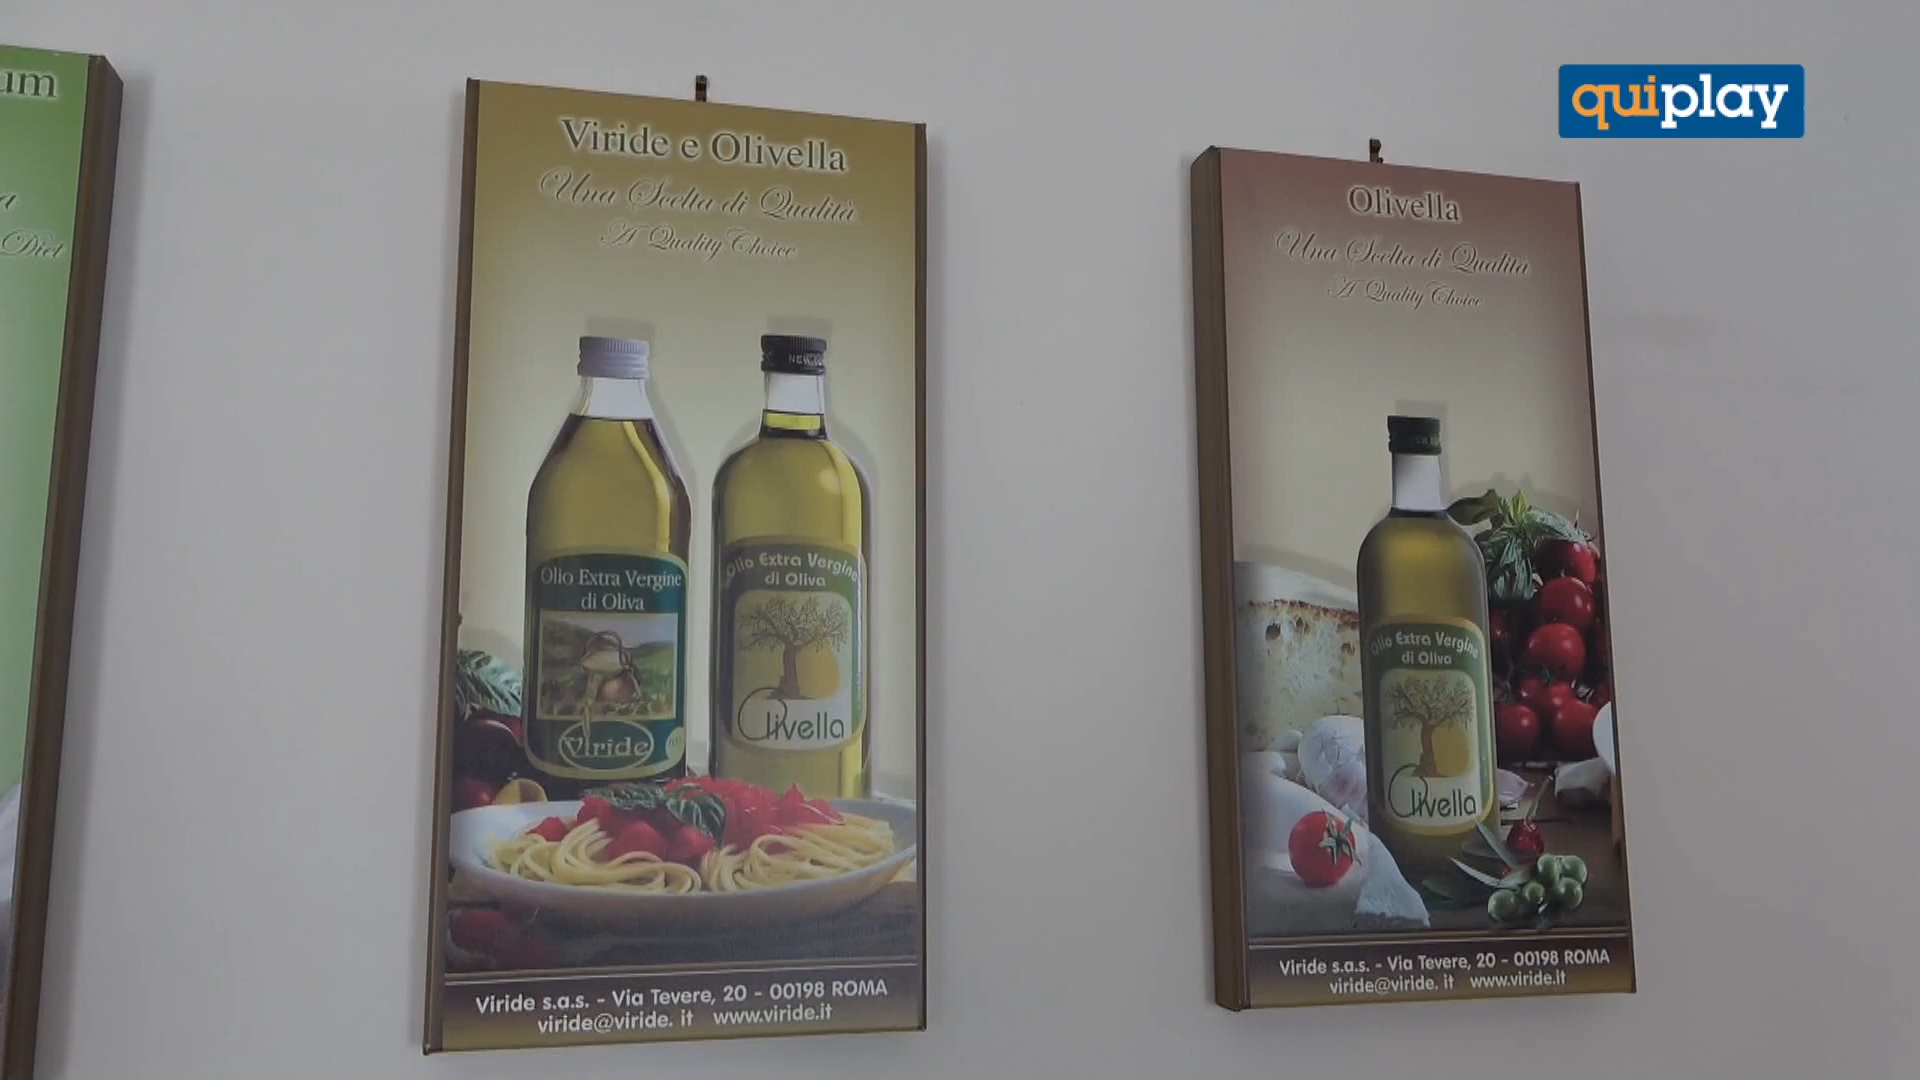 um
a
Diet
Viride e Olivella
Una Scelta di Qualità
A Quality Choice
NEW
Olio Extra Vergine
di Oliva
Viride
Olio Extra Vergine
di Oliva
Olivella
Viride s.a.s. - Via Tevere, 20 - 00198 ROMA
viride@viride. it www.viride.it
quiplay
Olivella
Una Scelta di Qualità
A Quality Choice
Olio Extra Vergine
di Oliva
Olivella
Viride s.a.s. - Via Tevere, 20 - 00198 ROMA
viride@viride. it www.viride.it